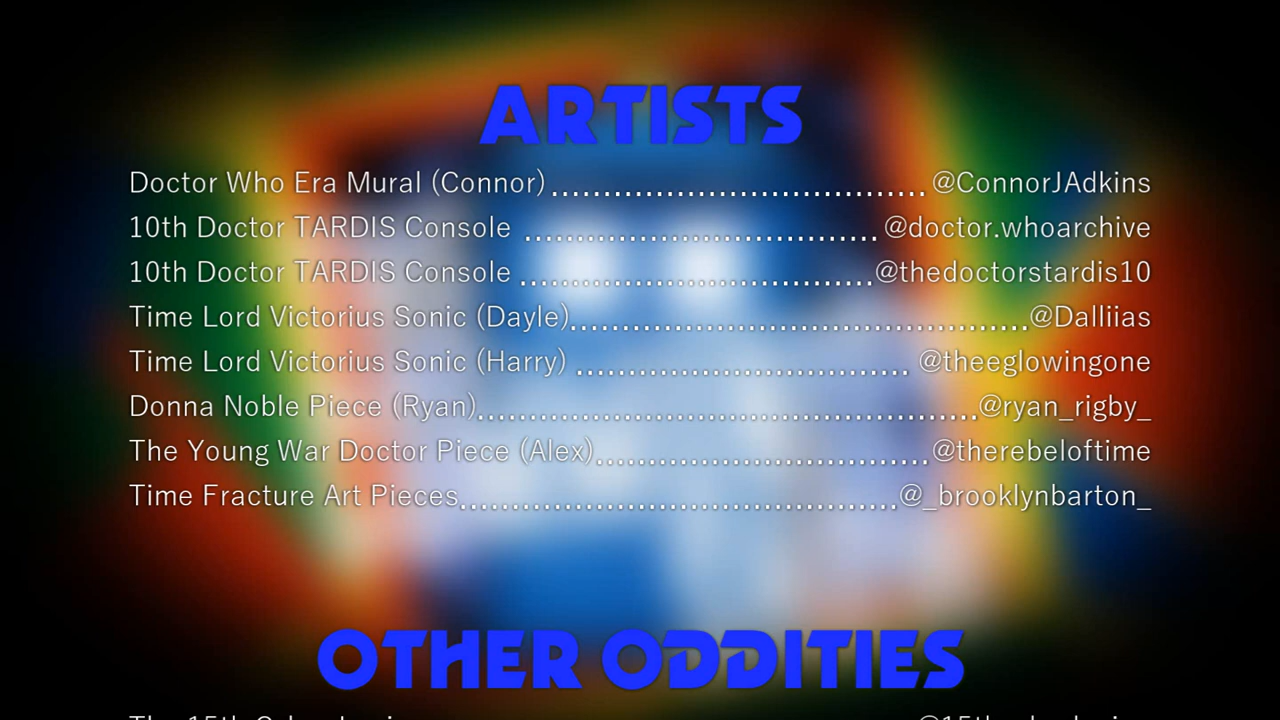 ARTISTS
Doctor Who Era Mural (Connor)....................................@ConnorJAdkins
10th Doctor TARDIS Console ..................................@doctor.whoarchive
10th Doctor TARDIS Console ..................................@thedoctorstardis10
Time Lord Victorius Sonic (Dayle)............................................@Dalliias
Time Lord Victorius Sonic (Harry) ................................ @theeglowingone
Donna Noble Piece (Ryan)................................................@ryan_rigby_
The Young War Doctor Piece (Alex)................................@therebeloftime
Time Fracture Art Pieces..........................................@_brooklynbarton_
OTHER ODDITIES